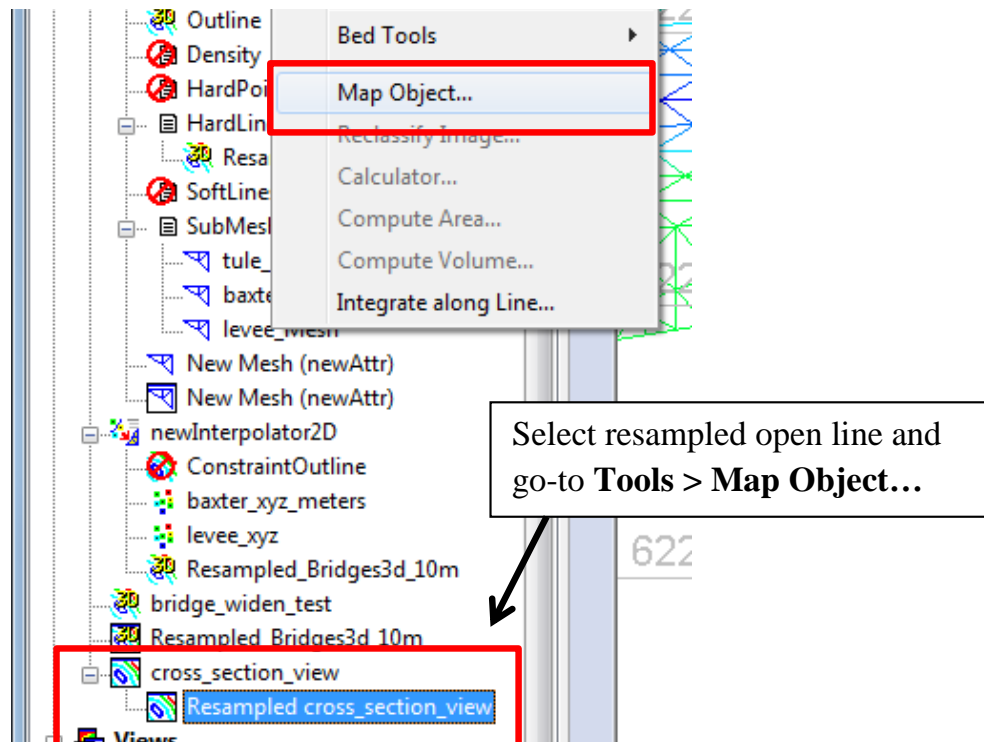 Outline
Density
HardPoi
HardLin
Resa
SoftLine
SubMesh
tule_
baxte
levee_Mesh
New Mesh (newAttr)
New Mesh (newAttr)
newInterpolator2D
ConstraintOutline
baxter_xyz_meters
levee_xyz
Resampled_Bridges3d_10m
bridge_widen_test
Resampled_Bridges3d_10m
cross_section_view
Resampled cross_section_view
Views
Bed Tools
Map Object...
Reclassify Image...
Calculator...
Compute Area...
Compute Volume...
Integrate along Line...
Select resampled open line and
go-to Tools > Map Object…
622